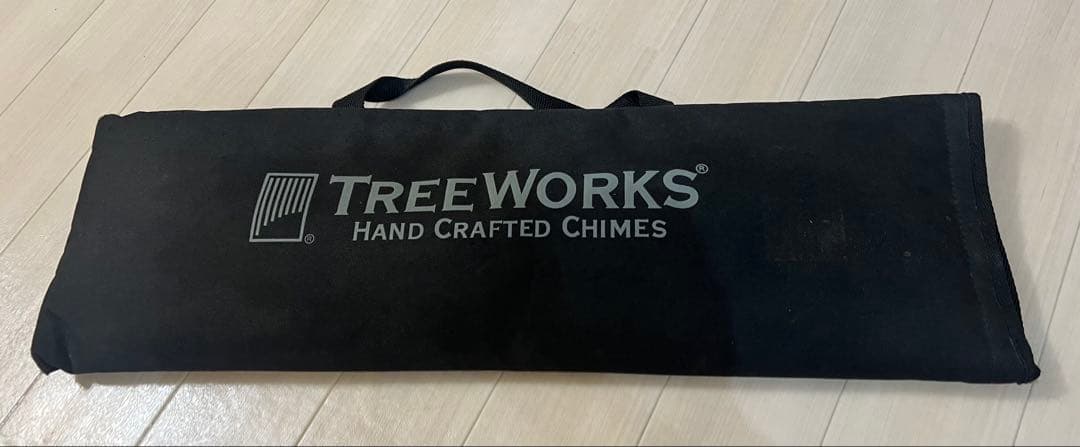 TREEWORKS®
®
HAND CRAFTED CHIMES